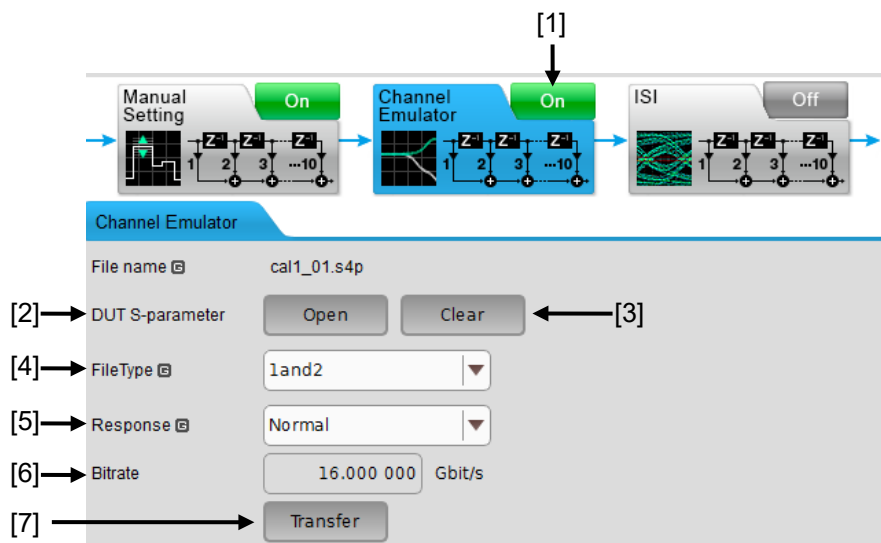 [1]
Manual Setting On
Z⁻¹ Z⁻¹ Z⁻¹
1 2 3 ···10
Channel Emulator On
Z⁻¹ Z⁻¹ Z⁻¹
1 2 3 ···10
ISI Off
Z⁻¹ Z⁻¹ Z⁻¹
1 2 3 ···10
Channel Emulator
File name G cal1_01.s4p
[2] DUT S-parameter Open Clear [3]
[4] FileType G 1and2
[5] Response G Normal
[6] Bitrate 16.000 000 Gbit/s
[7] Transfer